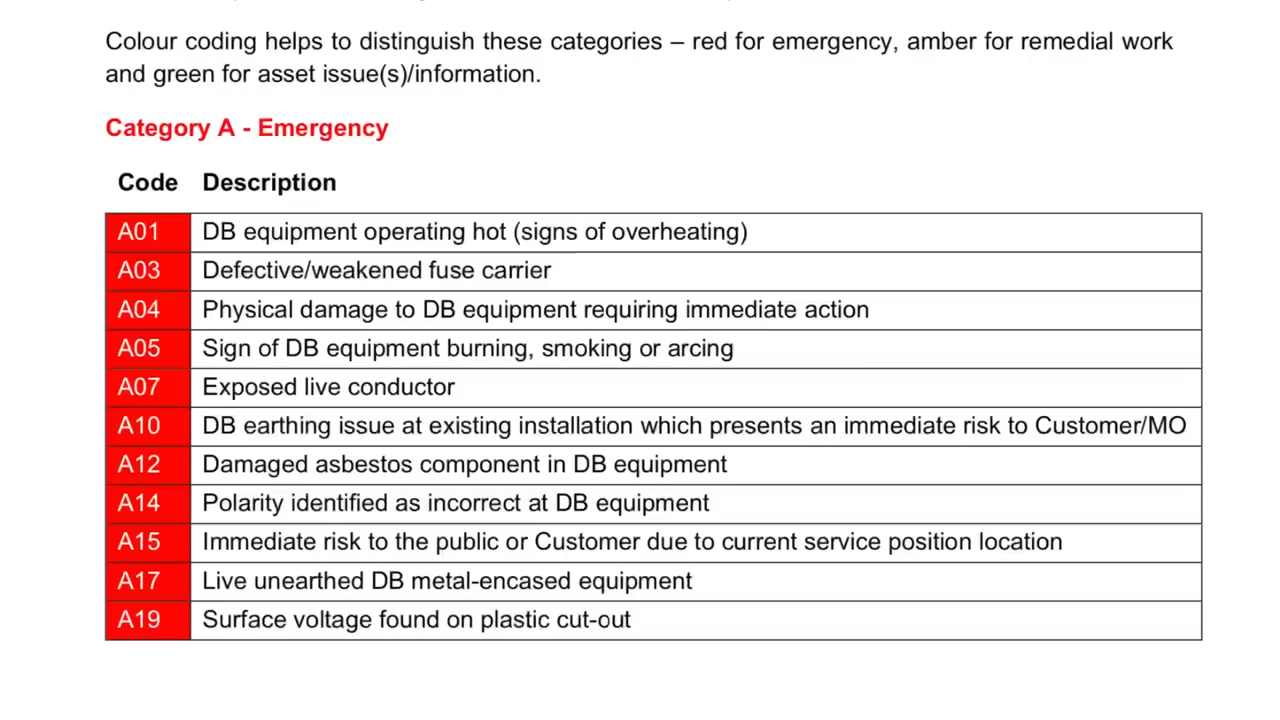 Colour coding helps to distinguish these categories – red for emergency, amber for remedial work
and green for asset issue(s)/information.
Category A - Emergency
Code Description
A01 DB equipment operating hot (signs of overheating)
A03 Defective/weakened fuse carrier
A04 Physical damage to DB equipment requiring immediate action
A05 Sign of DB equipment burning, smoking or arcing
A07 Exposed live conductor
A10 DB earthing issue at existing installation which presents an immediate risk to Customer/MO
A12 Damaged asbestos component in DB equipment
A14 Polarity identified as incorrect at DB equipment
A15 Immediate risk to the public or Customer due to current service position location
A17 Live unearthed DB metal-encased equipment
A19 Surface voltage found on plastic cut-out